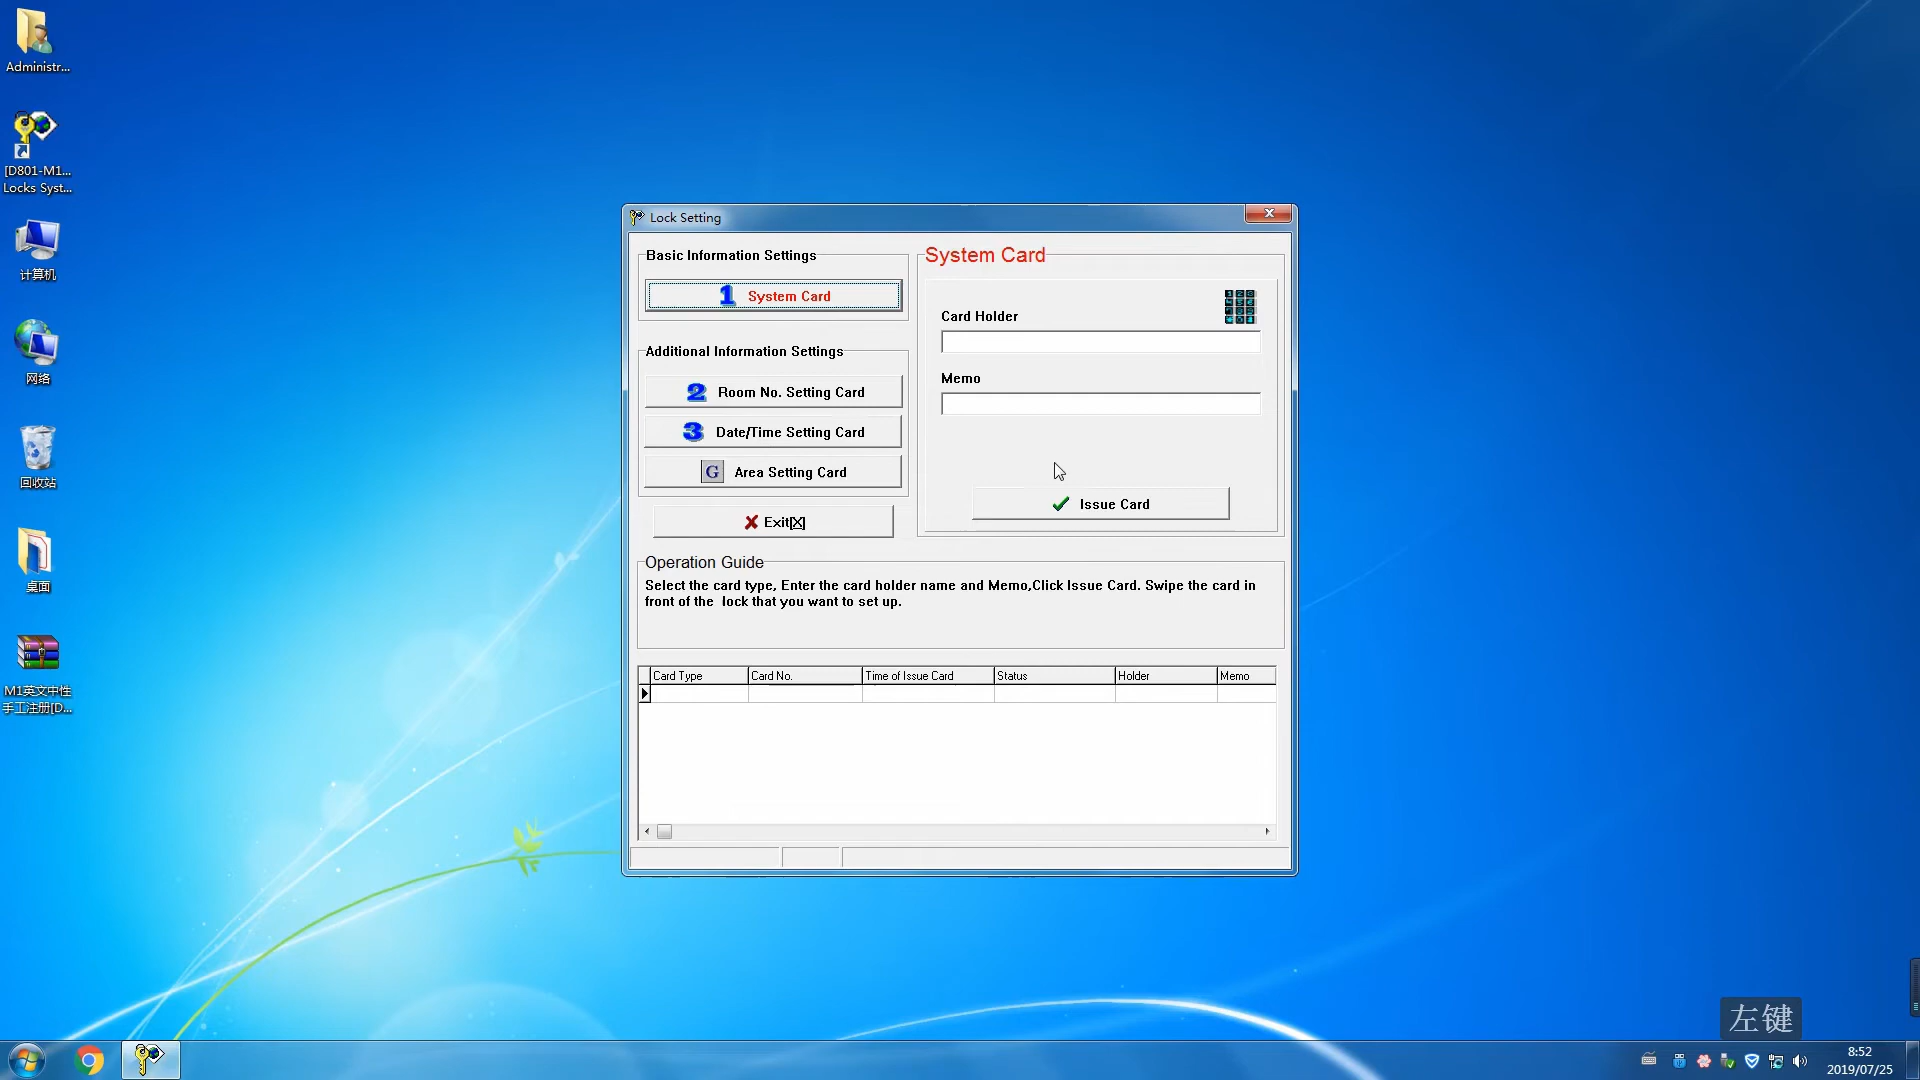 Administr...
[D801-M1...
Locks Syst...
计算机
网络
回收站
桌面
M1英文中性
手工注册[D...
Lock Setting
Basic Information Settings
1 System Card
Additional Information Settings
2 Room No. Setting Card
3 Date/Time Setting Card
G Area Setting Card
Exit[X]
System Card
Card Holder
Memo
Issue Card
Operation Guide
Select the card type, Enter the card holder name and Memo,Click Issue Card. Swipe the card in
front of the lock that you want to set up.
Card Type Card No. Time of Issue Card Status Holder Memo
左键
8:52
2019/07/25